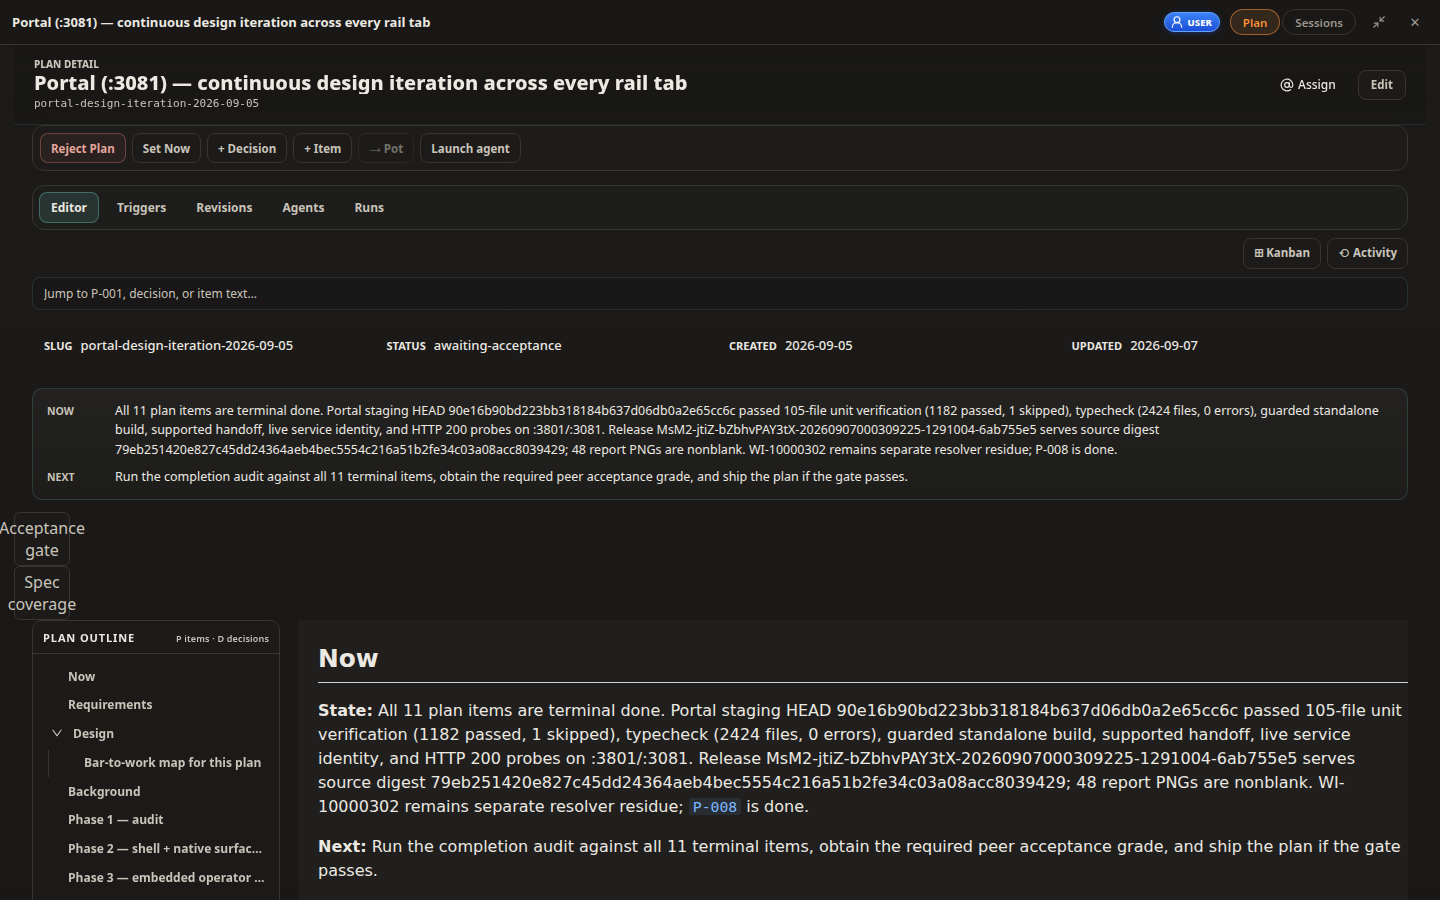 Portal (:3081) — continuous design iteration across every rail tab
USER
Plan
Sessions
PLAN DETAIL
Portal (:3081) — continuous design iteration across every rail tab
portal-design-iteration-2026-09-05
@ Assign
Edit
Reject Plan
Set Now
+ Decision
+ Item
→ Pot
Launch agent
Editor
Triggers
Revisions
Agents
Runs
⊞ Kanban
⟲ Activity
Jump to P-001, decision, or item text...
SLUG portal-design-iteration-2026-09-05
STATUS awaiting-acceptance
CREATED 2026-09-05
UPDATED 2026-09-07
NOW
All 11 plan items are terminal done. Portal staging HEAD 90e16b90bd223bb318184b637d06db0a2e65cc6c passed 105-file unit verification (1182 passed, 1 skipped), typecheck (2424 files, 0 errors), guarded standalone
build, supported handoff, live service identity, and HTTP 200 probes on :3801/:3081. Release MsM2-jtiZ-bZbhvPAY3tX-20260907000309225-1291004-6ab755e5 serves source digest
79eb251420e827c45dd24364aeb4bec5554c216a51b2fe34c03a08acc8039429; 48 report PNGs are nonblank. WI-10000302 remains separate resolver residue; P-008 is done.
NEXT
Run the completion audit against all 11 terminal items, obtain the required peer acceptance grade, and ship the plan if the gate passes.
Acceptance
gate
Spec
coverage
PLAN OUTLINE
P items · D decisions
Now
Requirements
Design
Bar-to-work map for this plan
Background
Phase 1 — audit
Phase 2 — shell + native surfac...
Phase 3 — embedded operator ...
Now
State: All 11 plan items are terminal done. Portal staging HEAD 90e16b90bd223bb318184b637d06db0a2e65cc6c passed 105-file unit
verification (1182 passed, 1 skipped), typecheck (2424 files, 0 errors), guarded standalone build, supported handoff, live service
identity, and HTTP 200 probes on :3801/:3081. Release MsM2-jtiZ-bZbhvPAY3tX-20260907000309225-1291004-6ab755e5 serves
source digest 79eb251420e827c45dd24364aeb4bec5554c216a51b2fe34c03a08acc8039429; 48 report PNGs are nonblank. WI-
10000302 remains separate resolver residue; P-008 is done.
Next: Run the completion audit against all 11 terminal items, obtain the required peer acceptance grade, and ship the plan if the gate
passes.